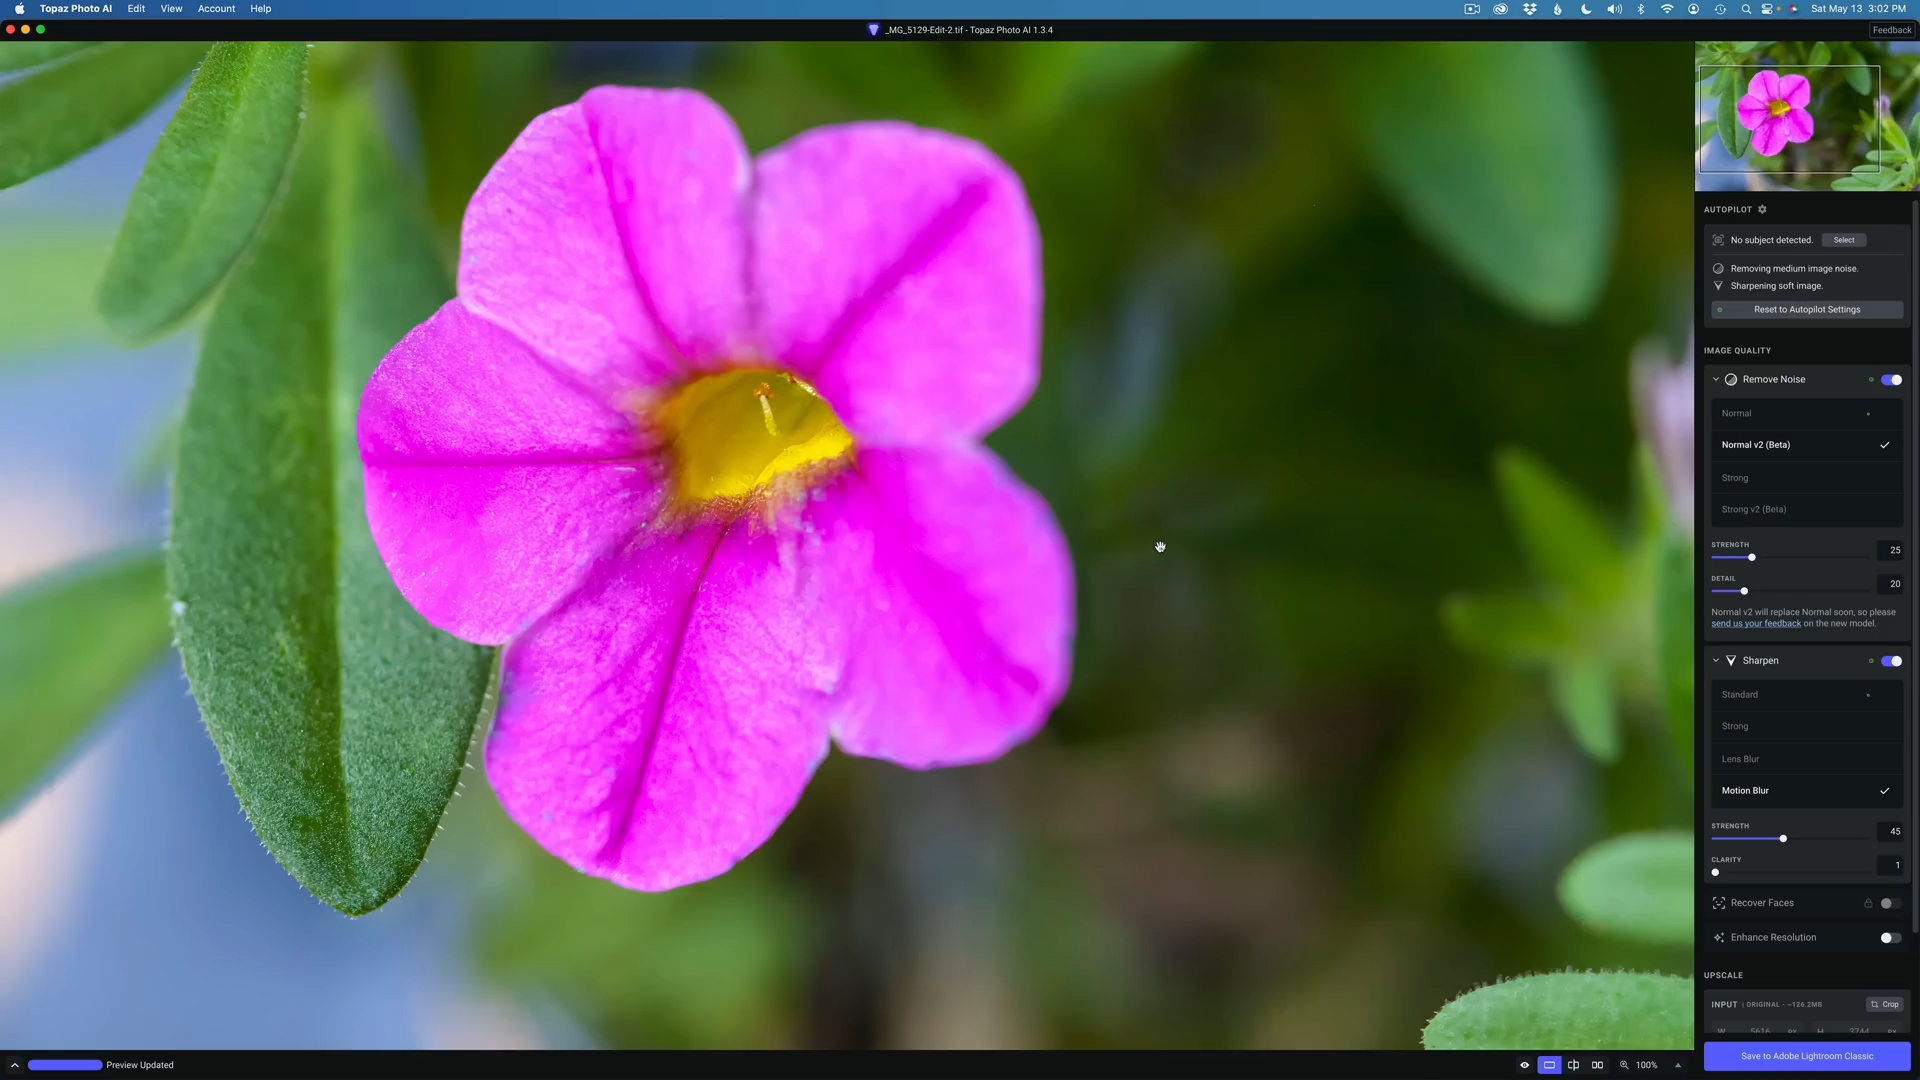 Topaz Photo AI Edit View Account Help Sat May 13 3:02 PM
_MG_5129-Edit-2.tif - Topaz Photo AI 1.3.4
Feedback
AUTOPILOT
No subject detected. Select
Removing medium image noise.
Sharpening soft image.
Reset to Autopilot Settings
IMAGE QUALITY
Remove Noise
Normal
Normal v2 (Beta)
Strong
Strong v2 (Beta)
STRENGTH 25
DETAIL 20
Normal v2 will replace Normal soon, so please
send us your feedback on the new model.
Sharpen
Standard
Strong
Lens Blur
Motion Blur
STRENGTH 45
CLARITY 1
Recover Faces
Enhance Resolution
UPSCALE
INPUT | ORIGINAL - ~126.2MB Crop
W 5616 px H 3744 px
Save to Adobe Lightroom Classic
Preview Updated
100%